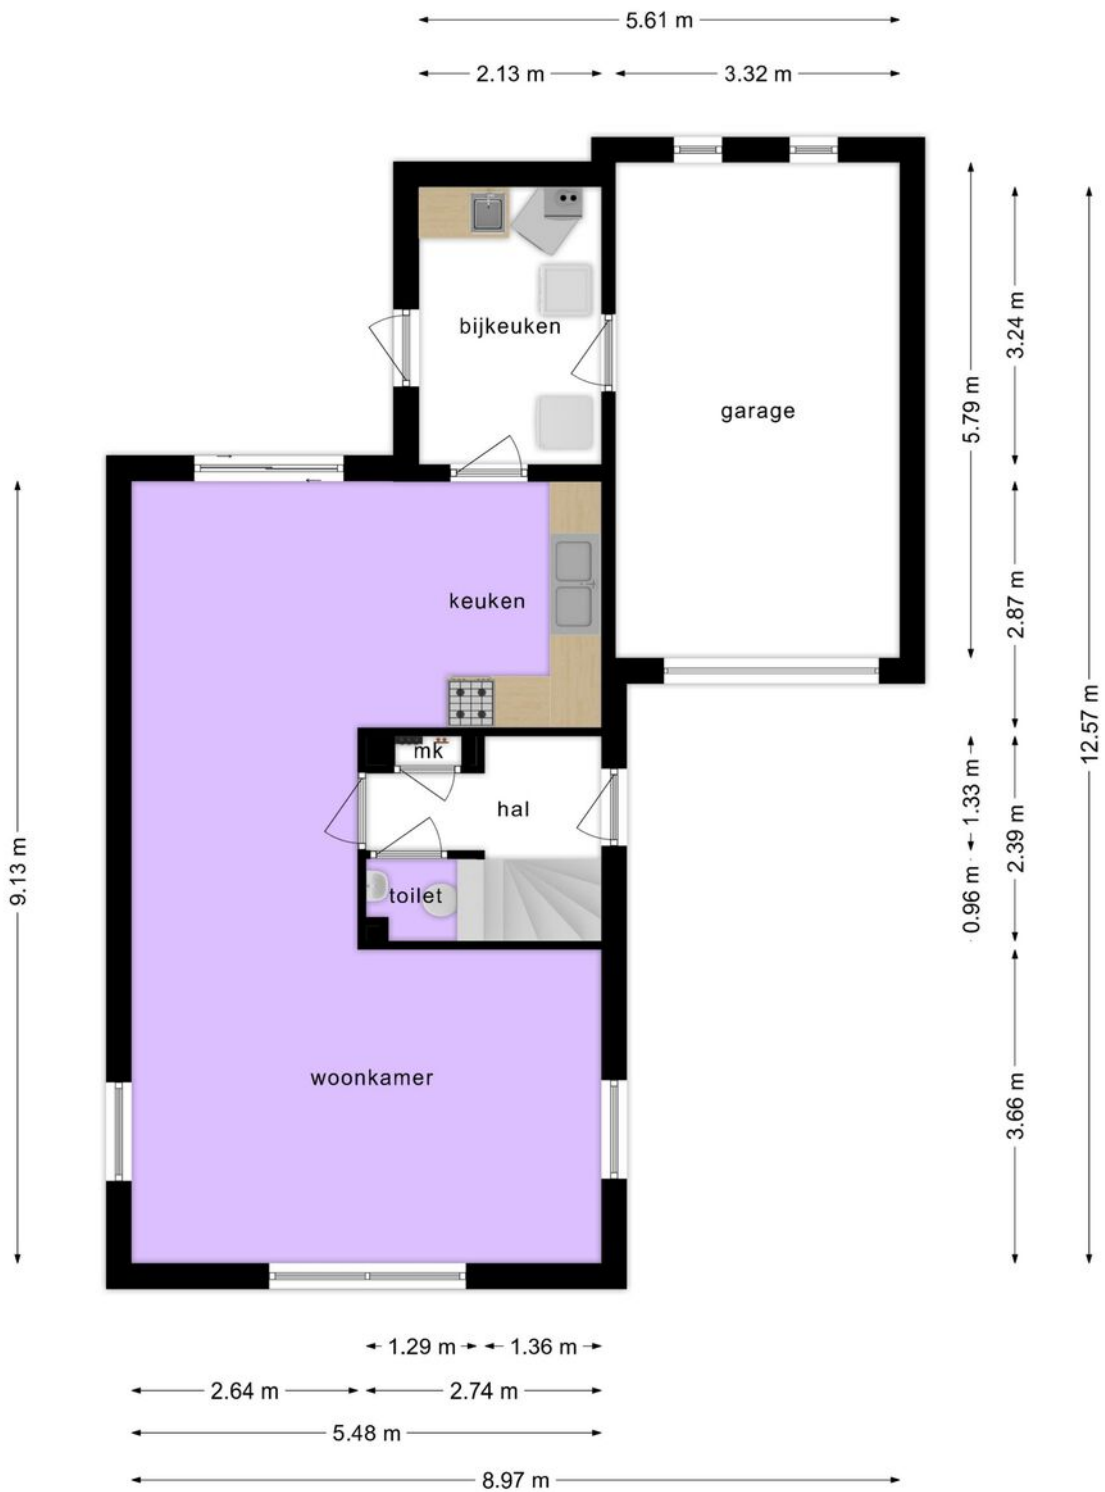 5.61 m
2.13 m
3.32 m
bijkeuken
garage
3.24 m
5.79 m
2.87 m
keuken
12.57 m
mk
hal
1.33 m
2.39 m
0.96 m
toilet
9.13 m
woonkamer
3.66 m
1.29 m
1.36 m
2.64 m
2.74 m
5.48 m
8.97 m